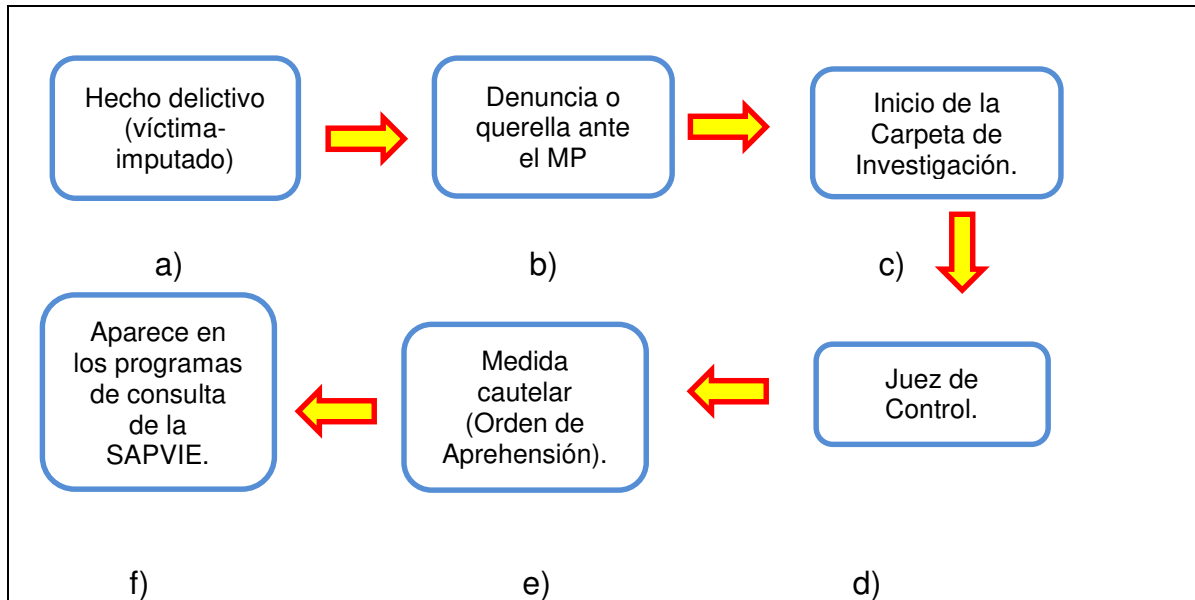 Hecho delictivo
(víctima-
imputado)
Denuncia o
querella ante
el MP
Inicio de la
Carpeta de
Investigación.
a)
b)
c)
Juez de
Control.
Medida
cautelar
(Orden de
Aprehensión).
Aparece en
los programas
de consulta
de la
SAPVIE.
d)
e)
f)